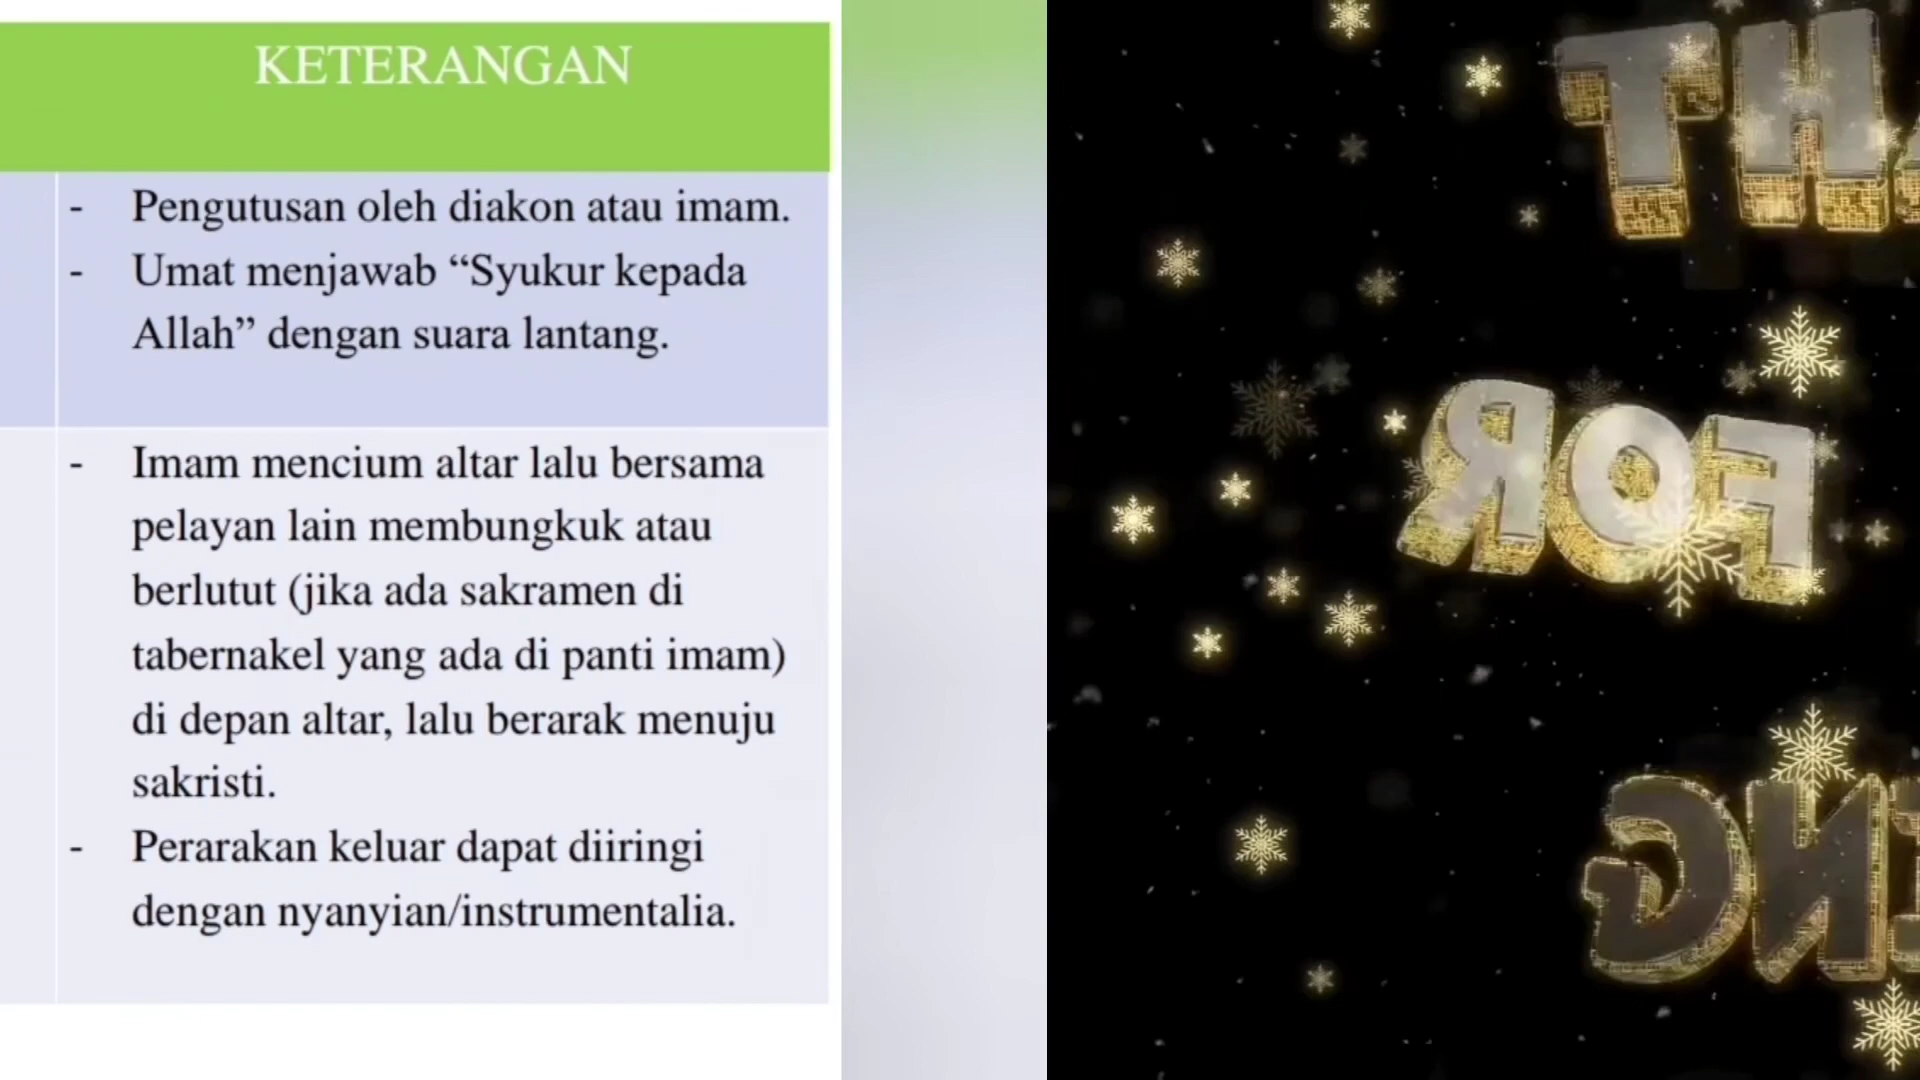 KETERANGAN
- Pengutusan oleh diakon atau imam.
- Umat menjawab “Syukur kepada
Allah” dengan suara lantang.
- Imam mencium altar lalu bersama
pelayan lain membungkuk atau
berlutut (jika ada sakramen di
tabernakel yang ada di panti imam)
di depan altar, lalu berarak menuju
sakristi.
- Perarakan keluar dapat diiringi
dengan nyanyian/instrumentalia.
TH
FOR